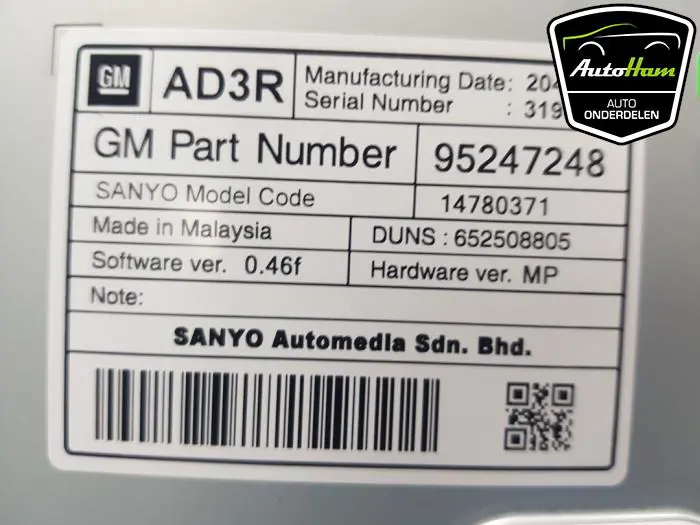 GM
AD3R
Manufacturing Date: 204
Serial Number : 319
GM Part Number 95247248
SANYO Model Code 14780371
Made in Malaysia DUNS : 652508805
Software ver. 0.46f Hardware ver. MP
Note:
SANYO Automedia Sdn. Bhd.
AutoHam
AUTO
ONDERDELEN